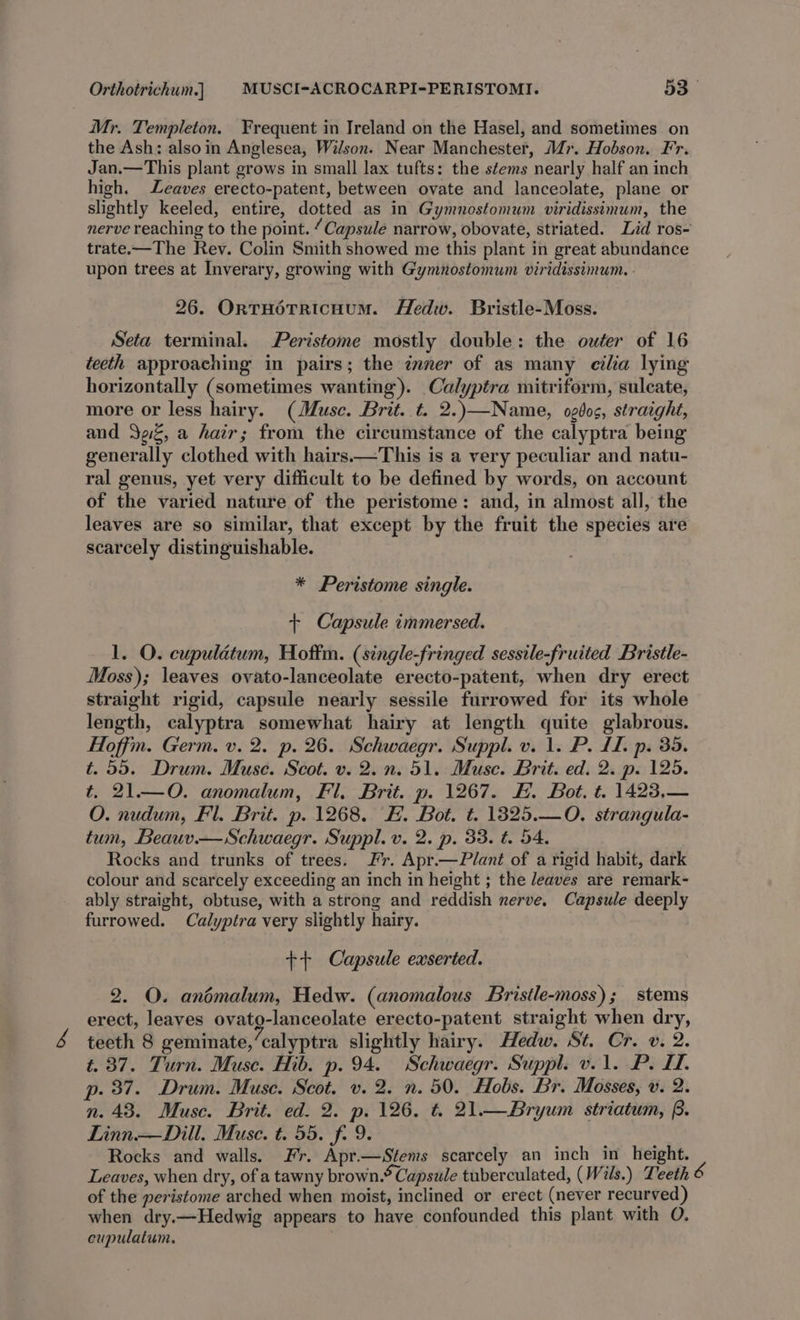 Orthotrichum.] MUSCI-ACROCARPI-PERISTOMI. 53
Mr. Templeton. Frequent in Ireland on the Hasel, and sometimes on
the Ash: also in Anglesea, Wilson. Near Manchester, Mr. Hobson. Fr.
Jan.—This plant grows in small lax tufts: the stems nearly half an inch
high. Leaves erecto-patent, between ovate and lanceolate, plane or
slightly keeled, entire, dotted as in Gymnostomum viridissimum, the
nerve reaching to the point. Capsule narrow, obovate, striated. Lid ros-
trate.—The Rev. Colin Smith showed me this plant in great abundance
upon trees at Inverary, growing with Gymnostomum viridissimum.
26. ORTHÓTRICHUM. Hedw. Bristle-Moss.
Seta terminal. Peristome mostly double: the outer of 16
teeth approaching in pairs; the inner of as many cilia lying
horizontally (sometimes wanting). Calyptra mitriform, sulcate,
more or less hairy. (Musc. Brit. t. 2.)—Name, ορθος, straight,
and ϑριξ, a hair; from the circumstance of the calyptra being
generally clothed with hairs.—This is a very peculiar and natu-
ral genus, yet very difficult to be defined by words, on account
of the varied nature of the peristome: and, in almost all, the
leaves are so similar, that except by the fruit the species are
scarcely distinguishable.
* Peristome single.
† Capsule immersed.
1. O. cupulátum, Hoffm. (single-fringed sessile-fruited Bristle-
Moss); leaves ovato-lanceolate erecto-patent, when dry erect
straight rigid, capsule nearly sessile furrowed for its whole
length, calyptra somewhat hairy at length quite glabrous.
Hoffm. Germ. v. 2. p. 26. Schwaegr. Suppl. v. 1. P. II. p. 35.
t. 55. Drum. Musc. Scot. v. 2. n. 51. Musc. Brit. ed. 2. p. 125.
t. 21.—O. anomalum, Fl. Brit. p. 1267. E. Bot. t. 1423.—
O. nudum, Fl. Brit. p. 1268. E. Bot. t. 1325.—O. strangula-
tum, Beauv.—Schwaegr. Suppl. v. 2. p. 33. t. 54.
Rocks and trunks of trees. Fr. Apr.—Plant of a rigid habit, dark
colour and scarcely exceeding an inch in height; the leaves are remark-
ably straight, obtuse, with a strong and reddish nerve. Capsule deeply
furrowed. Calyptra very slightly hairy.
†† Capsule exserted.
2. O. anómalum, Hedw. (anomalous Bristle-moss); stems
erect, leaves ovato-lanceolate erecto-patent straight when dry,
teeth 8 geminate, calyptra slightly hairy. Hedw. St. Cr. v. 2.
t. 37. Turn. Musc. Hib. p. 94. Schwaegr. Suppl. v. 1. P. II.
p. 37. Drum. Musc. Scot. v. 2. n. 50. Hobs. Br. Mosses, v. 2.
n. 43. Musc. Brit. ed. 2. p. 126. t. 21.—Bryum striatum, β.
Linn.—Dill. Musc. t. 55. f. 9.
Rocks and walls. Fr. Apr.—Stems scarcely an inch in height.
Leaves, when dry, of a tawny brown. Capsule tuberculated, (Wils.) Teeth
of the peristome arched when moist, inclined or erect (never recurved)
when dry.—Hedwig appears to have confounded this plant with O.
cupulatum.